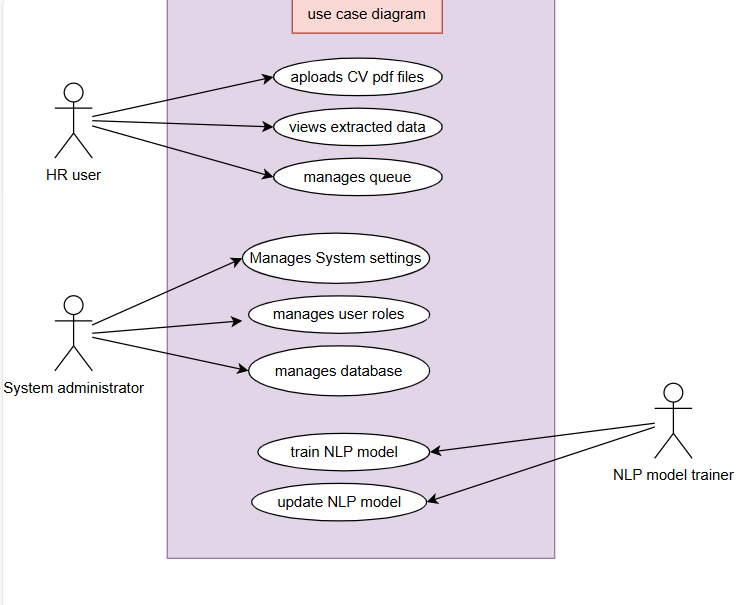 use case diagram
aploads CV pdf files
views extracted data
manages queue
HR user
Manages System settings
manages user roles
manages database
System administrator
train NLP model
update NLP model
NLP model trainer